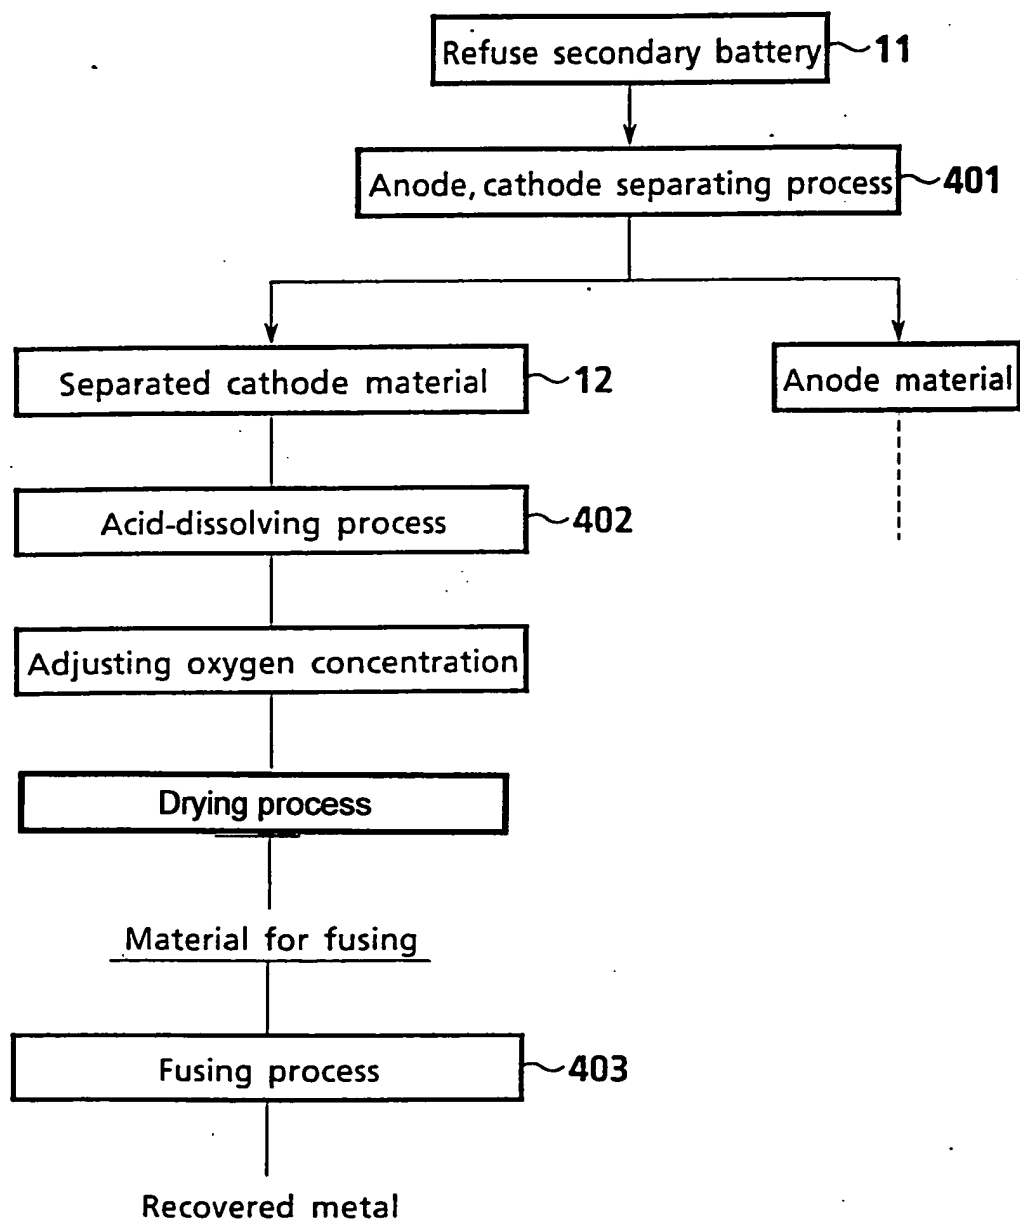 Refuse secondary battery 11
Anode, cathode separating process 401
Separated cathode material 12
Anode material
Acid-dissolving process 402
Adjusting oxygen concentration
Drying process
Material for fusing
Fusing process 403
Recovered metal